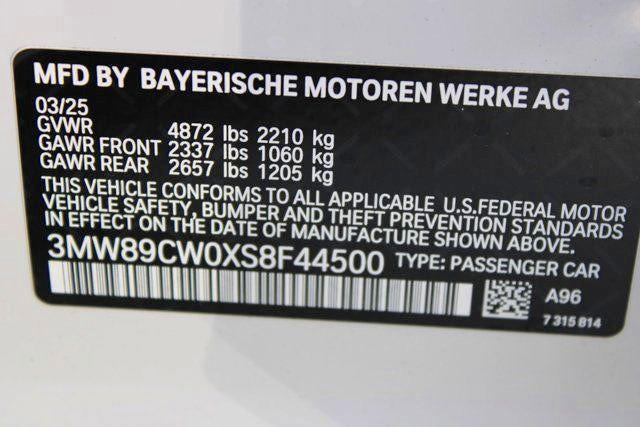 MFD BY BAYERISCHE MOTOREN WERKE AG
03/25
GVWR 4872 lbs 2210 kg
GAWR FRONT 2337 lbs 1060 kg
GAWR REAR 2657 lbs 1205 kg
THIS VEHICLE CONFORMS TO ALL APPLICABLE U.S.FEDERAL MOTOR
VEHICLE SAFETY, BUMPER AND THEFT PREVENTION STANDARDS
IN EFFECT ON THE DATE OF MANUFACTURE SHOWN ABOVE.
3MW89CW0XS8F44500 TYPE: PASSENGER CAR
A96
7 315 814